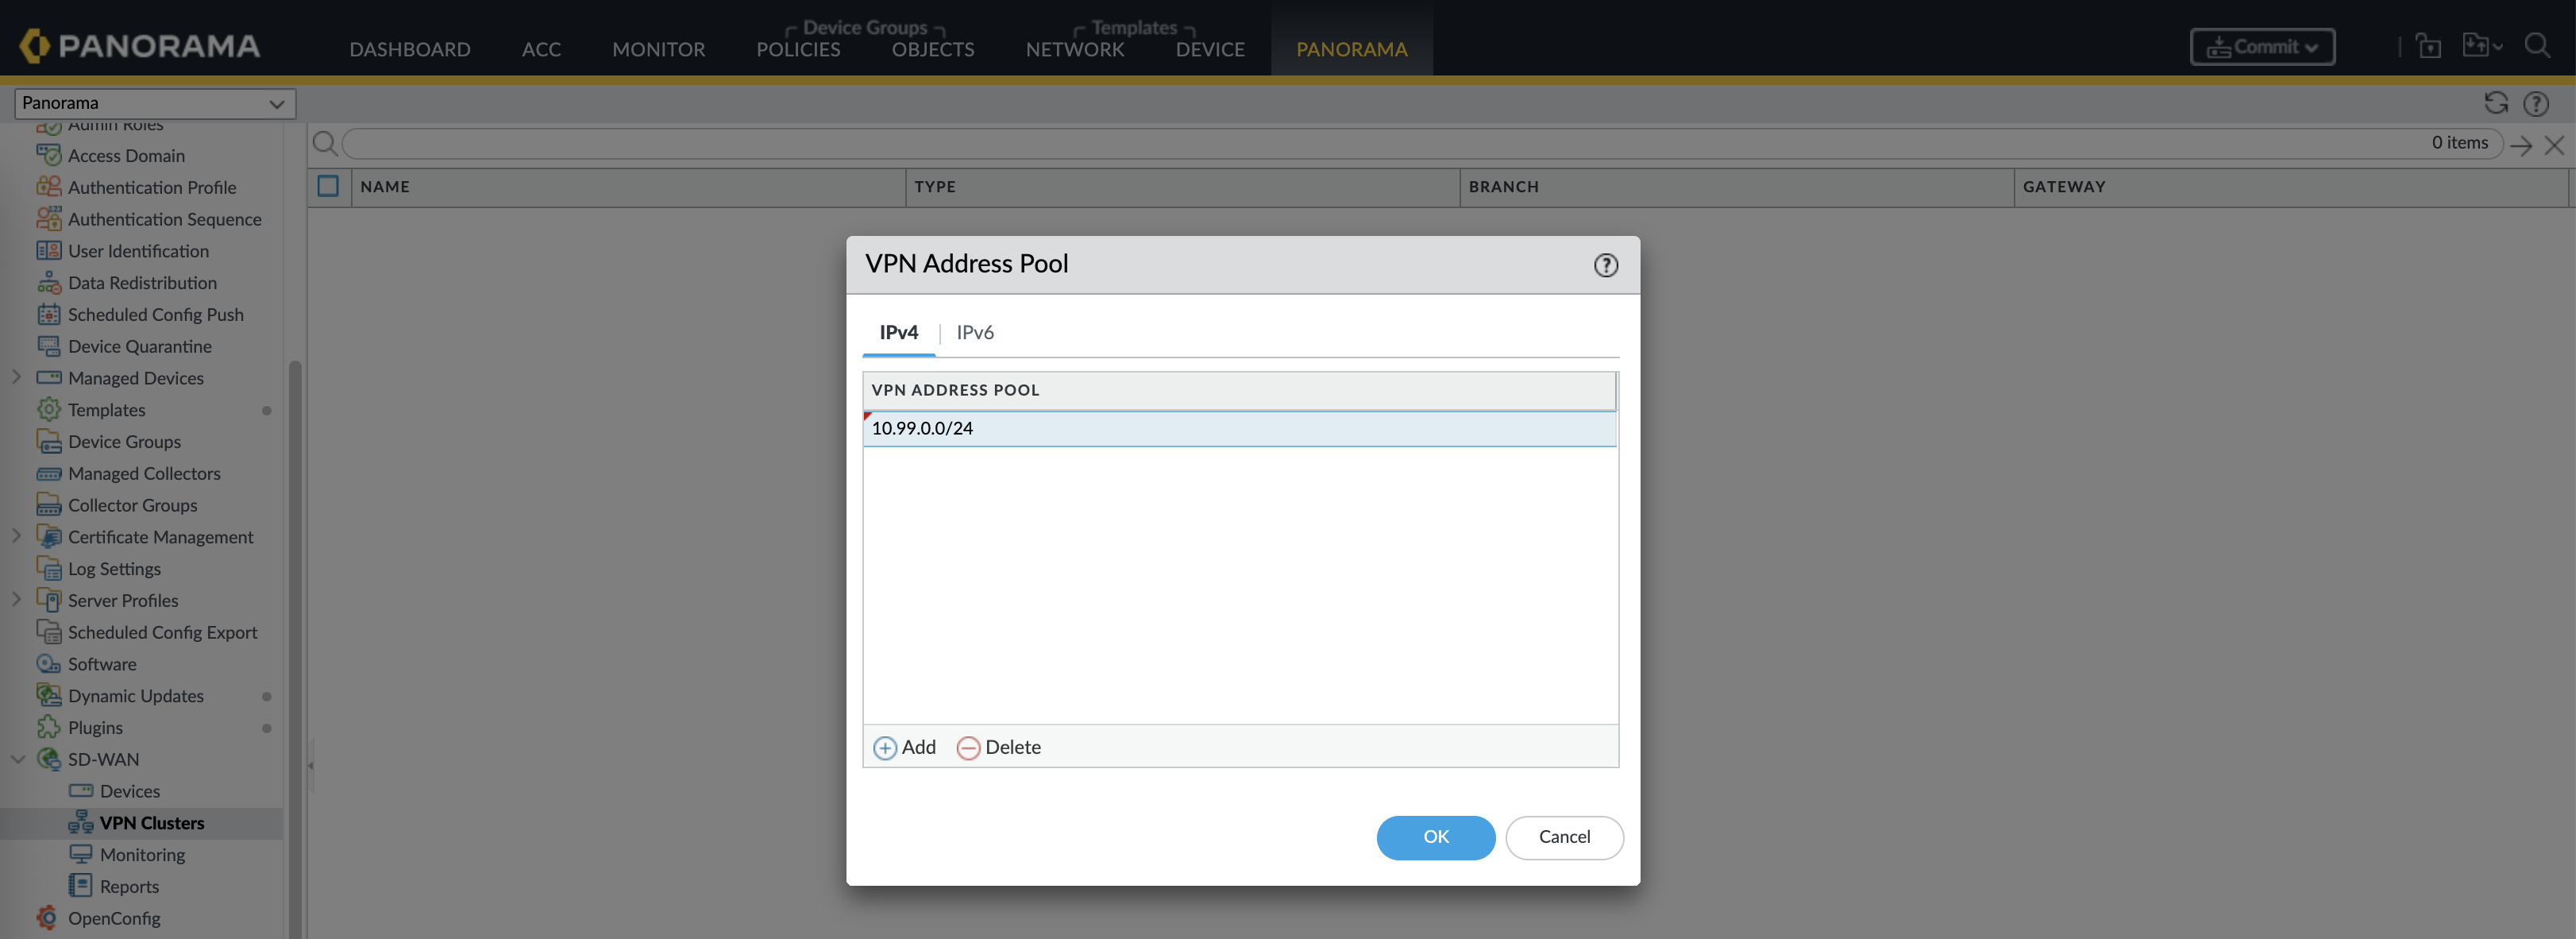 PANORAMA
Device Groups
Templates
DASHBOARD
ACC
MONITOR
POLICIES
OBJECTS
NETWORK
DEVICE
PANORAMA
Commit
Panorama
Admin Roles
Access Domain
Authentication Profile
Authentication Sequence
User Identification
Data Redistribution
Scheduled Config Push
Device Quarantine
Managed Devices
Templates
Device Groups
Managed Collectors
Collector Groups
Certificate Management
Log Settings
Server Profiles
Scheduled Config Export
Software
Dynamic Updates
Plugins
SD-WAN
Devices
VPN Clusters
Monitoring
Reports
OpenConfig
0 items
NAME
TYPE
BRANCH
GATEWAY
VPN Address Pool
IPv4
IPv6
VPN ADDRESS POOL
10.99.0.0/24
Add
Delete
OK
Cancel